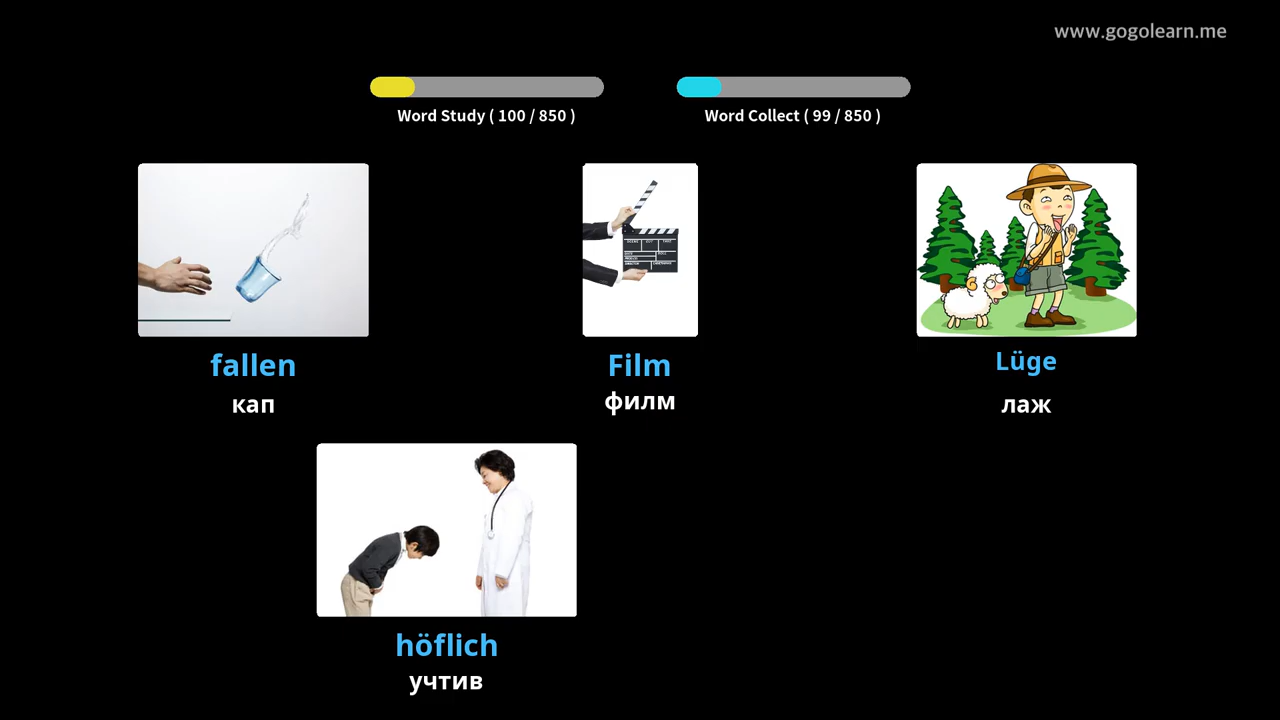 www.gogolearn.me
Word Study ( 100 / 850 )
Word Collect ( 99 / 850 )
fallen
кап
Film
филм
Lüge
лаж
höflich
учтив